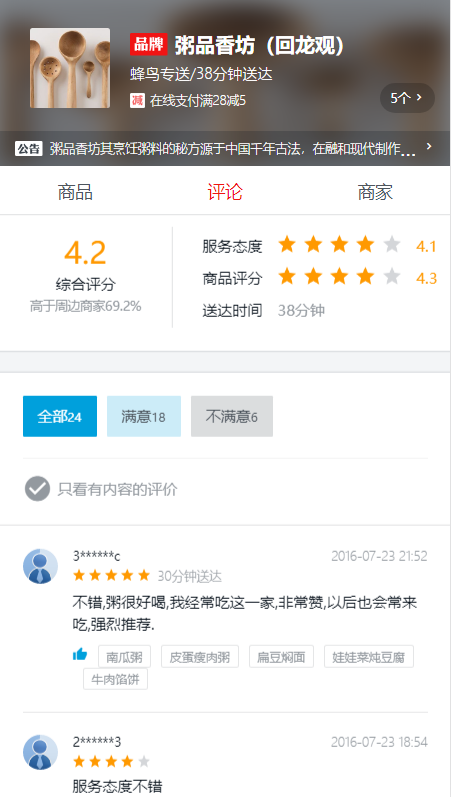 品牌 粥品香坊（回龙观）
蜂鸟专送/38分钟送达
减 在线支付满28减5
5个 >
公告 粥品香坊其烹饪粥料的秘方源于中国千年古法，在融和现代制作... >
商品 评论 商家
4.2
综合评分
高于周边商家69.2%
服务态度 4.1
商品评分 4.3
送达时间 38分钟
全部24 满意18 不满意6
只看有内容的评价
3******c 2016-07-23 21:52
30分钟送达
不错,粥很好喝,我经常吃这一家,非常赞,以后也会常来
吃,强烈推荐.
南瓜粥 皮蛋瘦肉粥 扁豆焖面 娃娃菜炖豆腐
牛肉馅饼
2******3 2016-07-23 18:54
服务态度不错